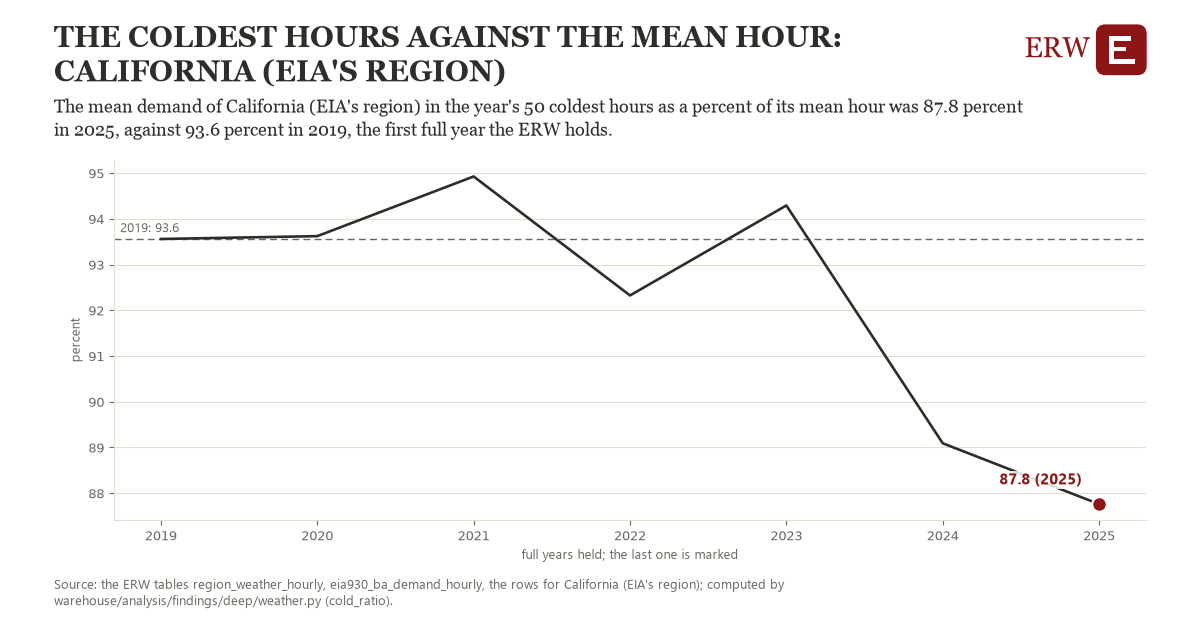 THE COLDEST HOURS AGAINST THE MEAN HOUR:
CALIFORNIA (EIA'S REGION)
ERW E
The mean demand of California (EIA's region) in the year's 50 coldest hours as a percent of its mean hour was 87.8 percent
in 2025, against 93.6 percent in 2019, the first full year the ERW holds.
95
94
93
92
91
90
89
88
percent
2019: 93.6
87.8 (2025)
2019 2020 2021 2022 2023 2024 2025
full years held; the last one is marked
Source: the ERW tables region_weather_hourly, eia930_ba_demand_hourly, the rows for California (EIA's region); computed by
warehouse/analysis/findings/deep/weather.py (cold_ratio).